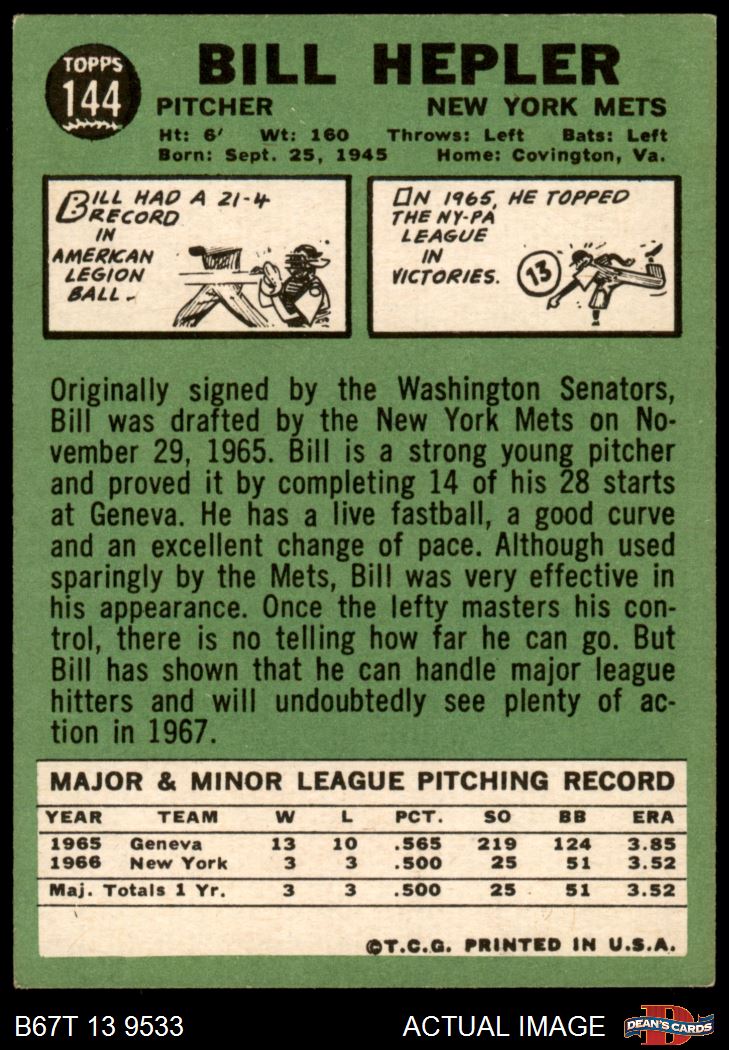 TOPPS
144
BILL HEPLER
PITCHER NEW YORK METS
Ht: 6' Wt: 160 Throws: Left Bats: Left
Born: Sept. 25, 1945 Home: Covington, Va.
BILL HAD A 21-4
RECORD
IN
AMERICAN
LEGION
BALL.
IN 1965, HE TOPPED
THE NY-PA
LEAGUE
IN
VICTORIES.
13
Originally signed by the Washington Senators,
Bill was drafted by the New York Mets on No-
vember 29, 1965. Bill is a strong young pitcher
and proved it by completing 14 of his 28 starts
at Geneva. He has a live fastball, a good curve
and an excellent change of pace. Although used
sparingly by the Mets, Bill was very effective in
his appearance. Once the lefty masters his con-
trol, there is no telling how far he can go. But
Bill has shown that he can handle major league
hitters and will undoubtedly see plenty of ac-
tion in 1967.
MAJOR & MINOR LEAGUE PITCHING RECORD
YEAR TEAM W L PCT. SO BB ERA
1965 Geneva 13 10 .565 219 124 3.85
1966 New York 3 3 .500 25 51 3.52
Maj. Totals 1 Yr. 3 3 .500 25 51 3.52
©T.C.G. PRINTED IN U.S.A.
B67T 13 9533 ACTUAL IMAGE
DEAN'S CARDS